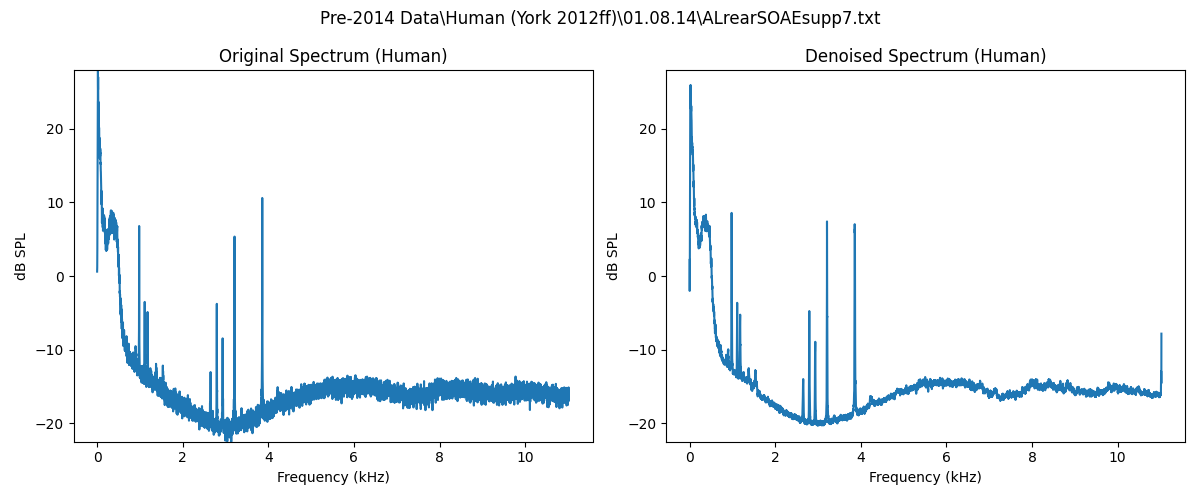 Pre-2014 Data\Human (York 2012ff)\01.08.14\ALrearSOAEsupp7.txt
Original Spectrum (Human)
20
10
0
−10
−20
dB SPL
0 2 4 6 8 10
Frequency (kHz)
Denoised Spectrum (Human)
20
10
0
−10
−20
dB SPL
0 2 4 6 8 10
Frequency (kHz)